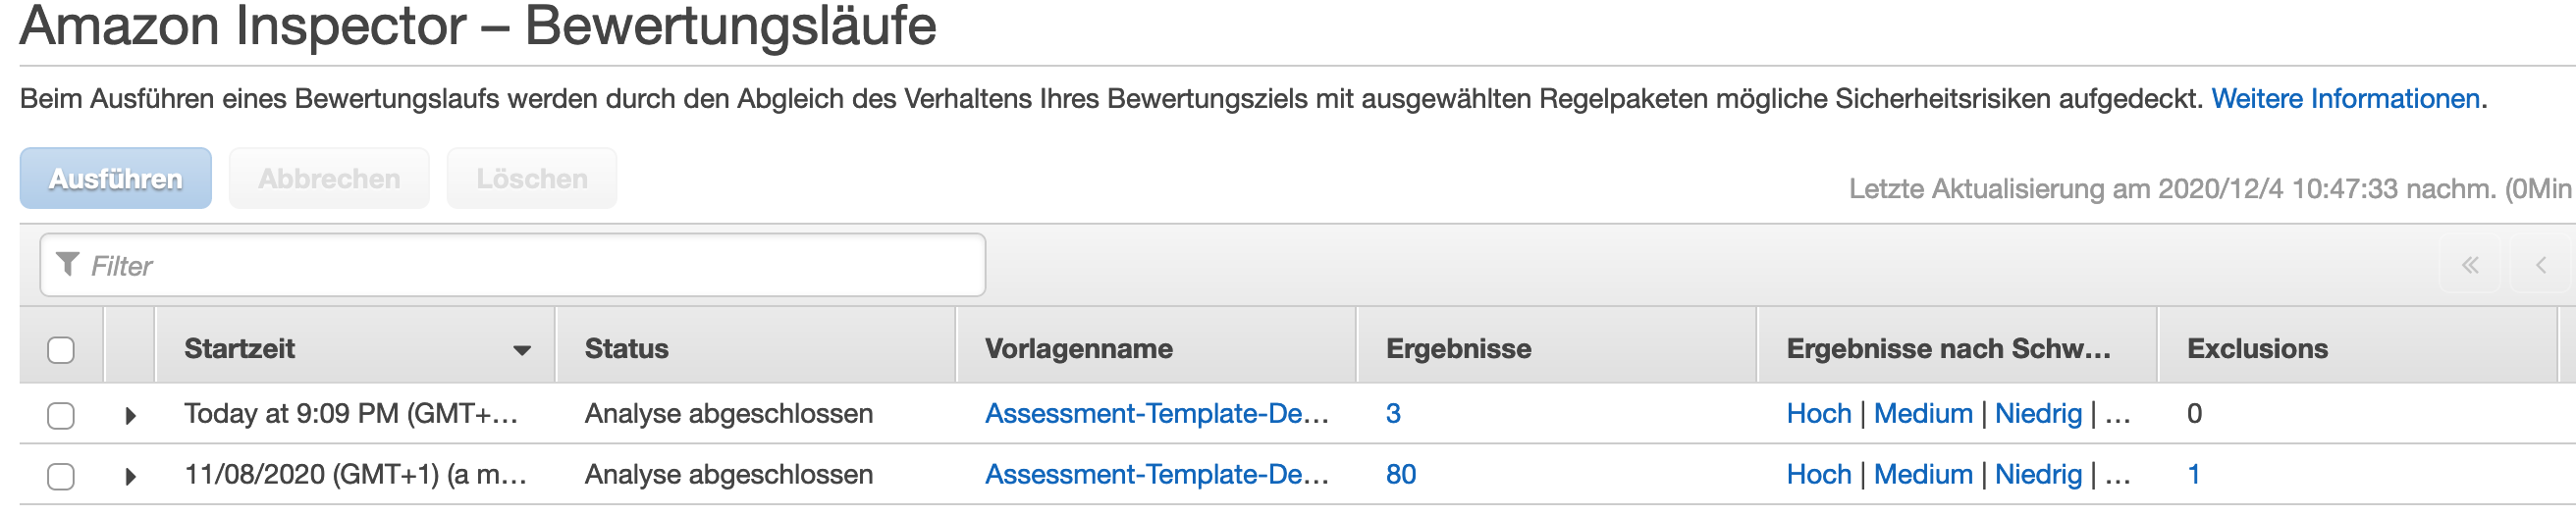 Amazon Inspector – Bewertungsläufe
Beim Ausführen eines Bewertungslaufs werden durch den Abgleich des Verhaltens Ihres Bewertungsziels mit ausgewählten Regelpaketen mögliche Sicherheitsrisiken aufgedeckt. Weitere Informationen.
Ausführen Abbrechen Löschen
Letzte Aktualisierung am 2020/12/4 10:47:33 nachm. (0Min
Filter
Startzeit Status Vorlagenname Ergebnisse Ergebnisse nach Schw... Exclusions
Today at 9:09 PM (GMT+... Analyse abgeschlossen Assessment-Template-De... 3 Hoch | Medium | Niedrig | ... 0
11/08/2020 (GMT+1) (a m... Analyse abgeschlossen Assessment-Template-De... 80 Hoch | Medium | Niedrig | ... 1